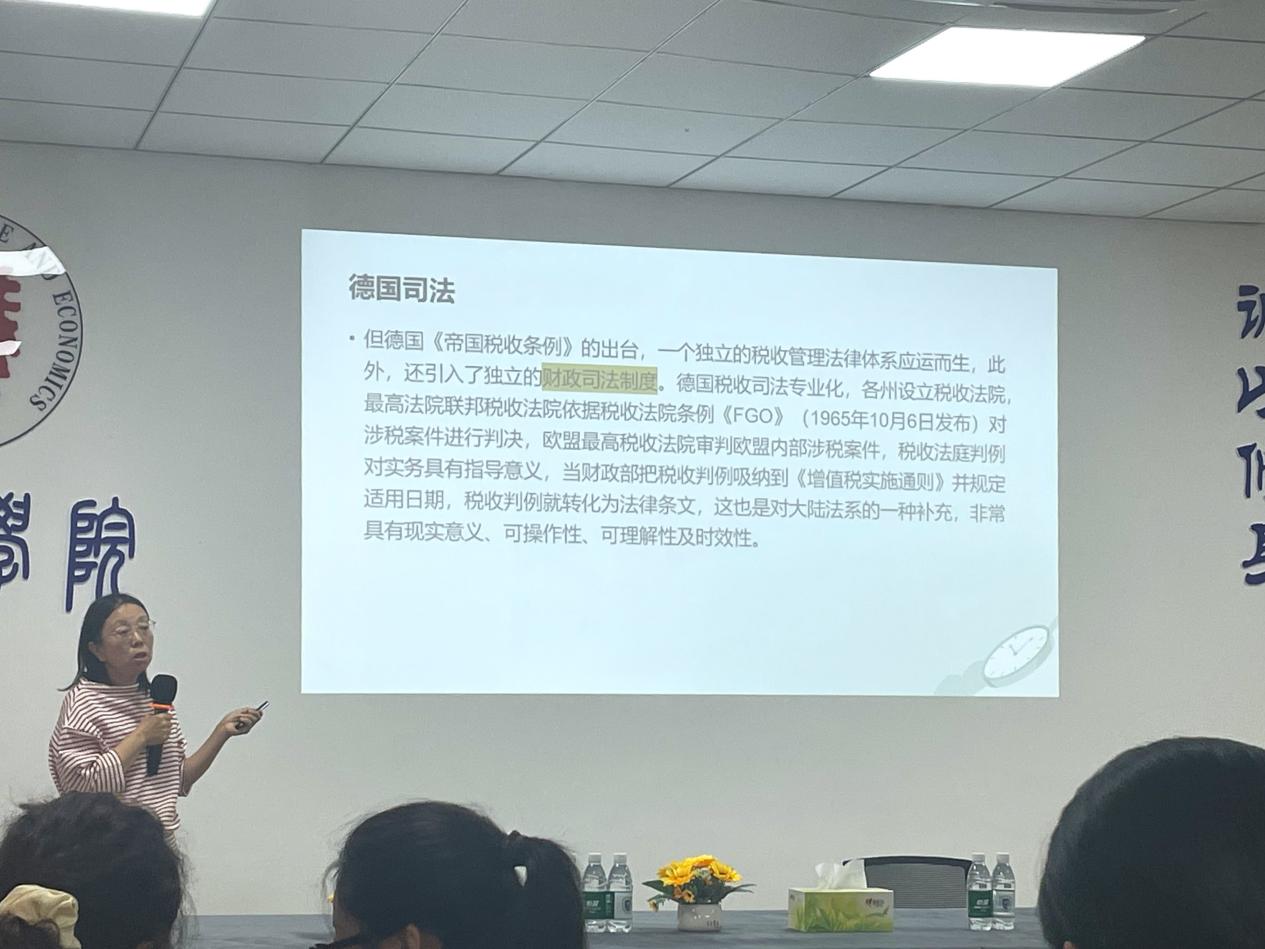 德国司法
• 但德国《帝国税收条例》的出台，一个独立的税收管理法律体系应运而生，此
外，还引入了独立的财政司法制度。德国税收司法专业化，各州设立税收法院，
最高法院联邦税收法院依据税收法院条例《FGO》（1965年10月6日发布）对
涉税案件进行判决，欧盟最高税收法院审判欧盟内部涉税案件，税收法庭判例
对实务具有指导意义，当财政部把税收判例吸纳到《增值税实施通则》并规定
适用日期，税收判例就转化为法律条文，这也是对大陆法系的一种补充，非常
具有现实意义、可操作性、可理解性及时效性。
ECONOMICS
學院
以